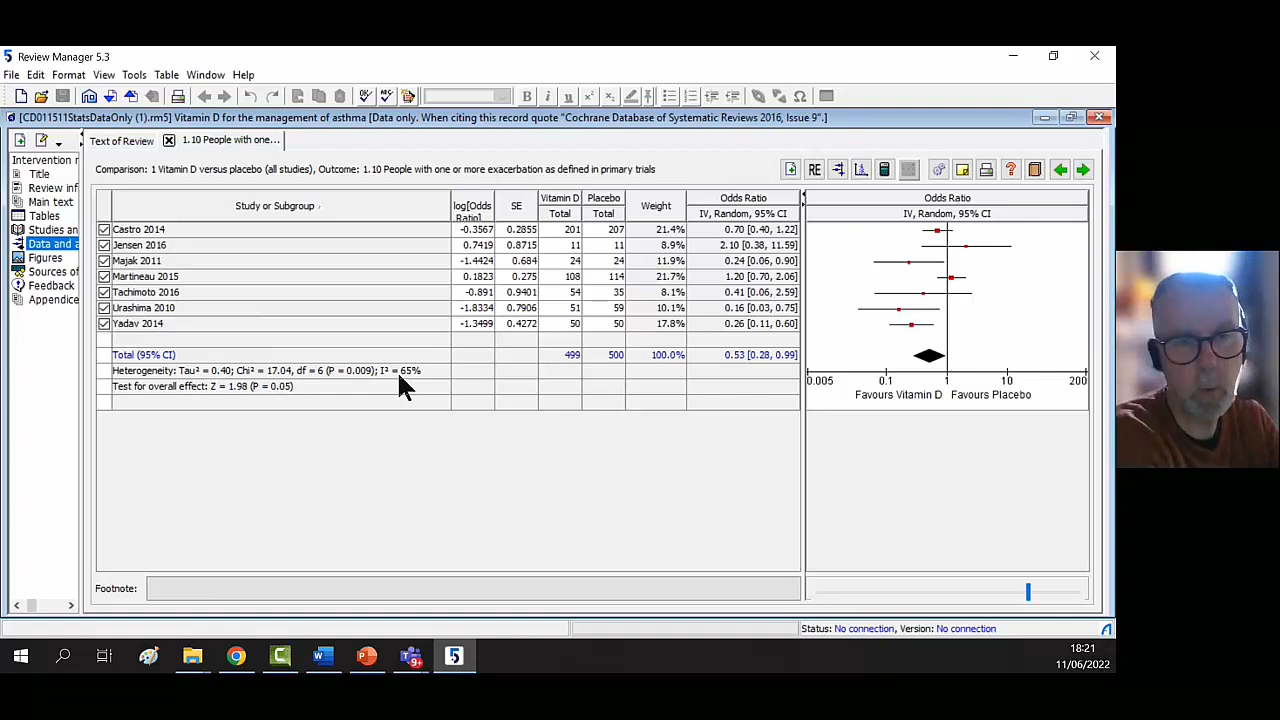 5 Review Manager 5.3
File Edit Format View Tools Table Window Help
[CD011511StatsDataOnly (1).rm5] Vitamin D for the management of asthma [Data only. When citing this record quote "Cochrane Database of Systematic Reviews 2016, Issue 9".]
Text of Review 1.10 People with one...
Intervention r
Title
Review inf
Main text
Tables
Studies an
Data and a
Figures
Sources of
Feedback
Appendice
Comparison: 1 Vitamin D versus placebo (all studies), Outcome: 1.10 People with one or more exacerbation as defined in primary trials
RE
Study or Subgroup log[Odds Ratio] SE Vitamin D Total Placebo Total Weight Odds Ratio IV, Random, 95% CI Odds Ratio IV, Random, 95% CI
Castro 2014 -0.3567 0.2855 201 207 21.4% 0.70 [0.40, 1.22]
Jensen 2016 0.7419 0.8715 11 11 8.9% 2.10 [0.38, 11.59]
Majak 2011 -1.4424 0.684 24 24 11.9% 0.24 [0.06, 0.90]
Martineau 2015 0.1823 0.275 108 114 21.7% 1.20 [0.70, 2.06]
Tachimoto 2016 -0.891 0.9401 54 35 8.1% 0.41 [0.06, 2.59]
Urashima 2010 -1.8334 0.7906 51 59 10.1% 0.16 [0.03, 0.75]
Yadav 2014 -1.3499 0.4272 50 50 17.8% 0.26 [0.11, 0.60]
Total (95% CI) 499 500 100.0% 0.53 [0.28, 0.99]
Heterogeneity: Tau² = 0.40; Chi² = 17.04, df = 6 (P = 0.009); I² = 65%
Test for overall effect: Z = 1.98 (P = 0.05)
0.005 0.1 1 10 200
Favours Vitamin D Favours Placebo
Footnote:
Status: No connection, Version: No connection
9+
5
18:21
11/06/2022